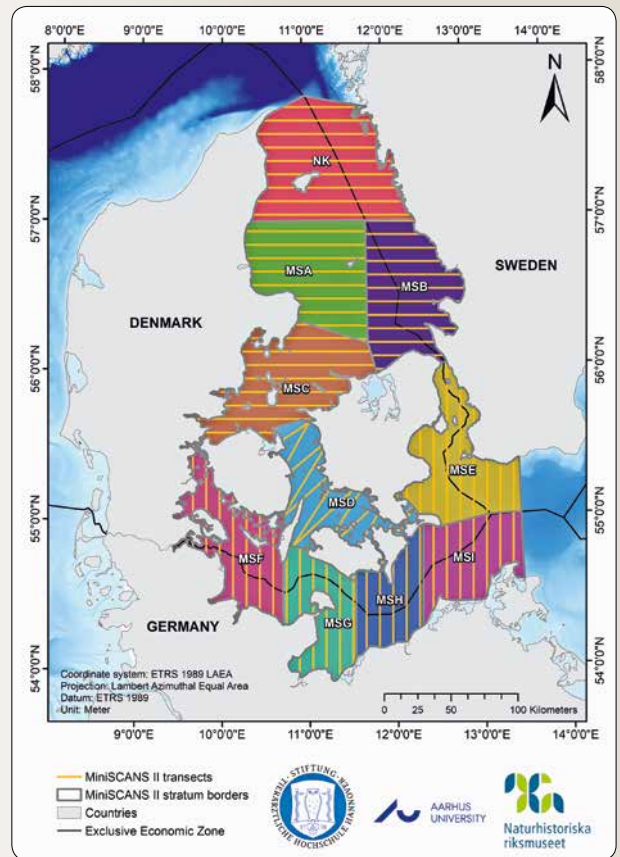 8°0'0"E 9°0'0"E 10°0'0"E 11°0'0"E 12°0'0"E 13°0'0"E 14°0'0"E
58°0'0"N
58°0'0"N
N
NK
57°0'0"N
57°0'0"N
MSA
MSB
SWEDEN
DENMARK
56°0'0"N
56°0'0"N
MSC
MSE
MSD
55°0'0"N
55°0'0"N
MSF
MSI
MSH
MSG
GERMANY
54°0'0"N
54°0'0"N
Coordinate system: ETRS 1989 LAEA
Projection: Lambert Azimuthal Equal Area
Datum: ETRS 1989
Unit: Meter
0 25 50 100 Kilometers
9°0'0"E 10°0'0"E 11°0'0"E 12°0'0"E 13°0'0"E 14°0'0"E
MiniSCANS II transects
MiniSCANS II stratum borders
Countries
Exclusive Economic Zone
STIFTUNG · TIERÄRZTLICHE HOCHSCHULE HANNOVER
AARHUS
UNIVERSITY
Naturhistoriska
riksmuseet